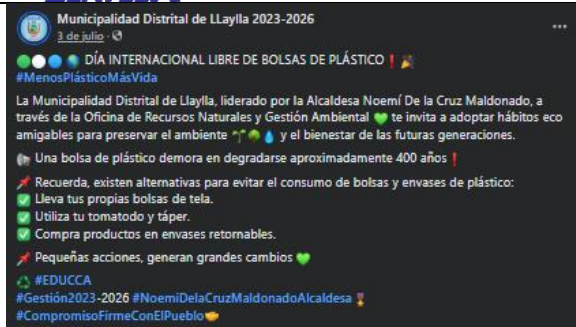 Municipalidad Distrital de LLaylla 2023-2026
3 de julio ·
DÍA INTERNACIONAL LIBRE DE BOLSAS DE PLÁSTICO❗
#MenosPlásticoMásVida
La Municipalidad Distrital de Llaylla, liderado por la Alcaldesa Noemí De la Cruz Maldonado, a
través de la Oficina de Recursos Naturales y Gestión Ambiental 💚 te invita a adoptar hábitos eco
amigables para preservar el ambiente 🌱🌳💧 y el bienestar de las futuras generaciones.
Una bolsa de plástico demora en degradarse aproximadamente 400 años❗
📌 Recuerda, existen alternativas para evitar el consumo de bolsas y envases de plástico:
✅ Lleva tus propias bolsas de tela.
✅ Utiliza tu tomatodo y táper.
✅ Compra productos en envases retornables.
📌 Pequeñas acciones, generan grandes cambios 💚
♻️ #EDUCCA
#Gestión2023-2026 #NoemiDelaCruzMaldonadoAlcaldesa🎖
#CompromisoFirmeConElPueblo🤝